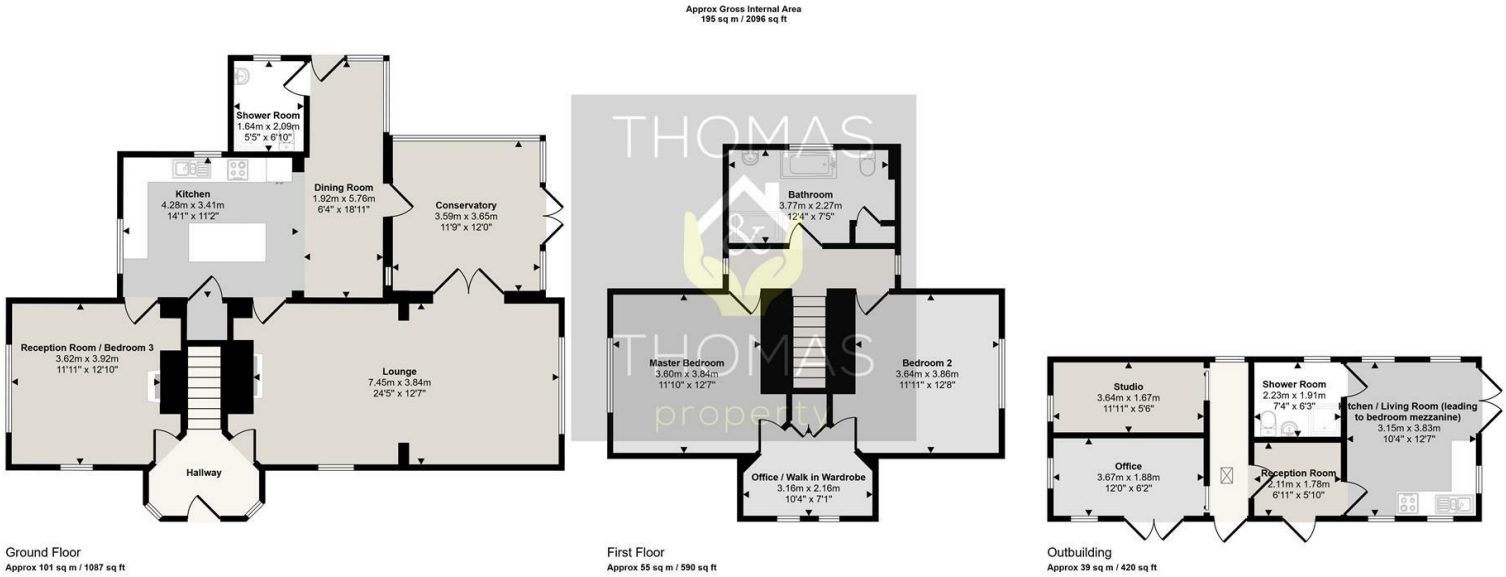 Approx Gross Internal Area
195 sq m / 2096 sq ft
Shower Room
1.64m x 2.09m
5'5" x 6'10"
Kitchen
4.28m x 3.41m
14'1" x 11'2"
Dining Room
1.92m x 5.76m
6'4" x 18'11"
Conservatory
3.59m x 3.65m
11'9" x 12'0"
Reception Room / Bedroom 3
3.62m x 3.92m
11'11" x 12'10"
Lounge
7.45m x 3.84m
24'5" x 12'7"
Hallway
Ground Floor
Approx 101 sq m / 1087 sq ft
THOMAS
&
THOMAS
property
Bathroom
3.77m x 2.27m
12'4" x 7'5"
Master Bedroom
3.60m x 3.84m
11'10" x 12'7"
Bedroom 2
3.64m x 3.86m
11'11" x 12'8"
Office / Walk in Wardrobe
3.16m x 2.16m
10'4" x 7'1"
First Floor
Approx 55 sq m / 590 sq ft
Studio
3.64m x 1.67m
11'11" x 5'6"
Shower Room
2.23m x 1.91m
7'4" x 6'3"
Kitchen / Living Room (leading
to bedroom mezzanine)
3.15m x 3.83m
10'4" x 12'7"
Office
3.67m x 1.88m
12'0" x 6'2"
Reception Room
2.11m x 1.78m
6'11" x 5'10"
Outbuilding
Approx 39 sq m / 420 sq ft